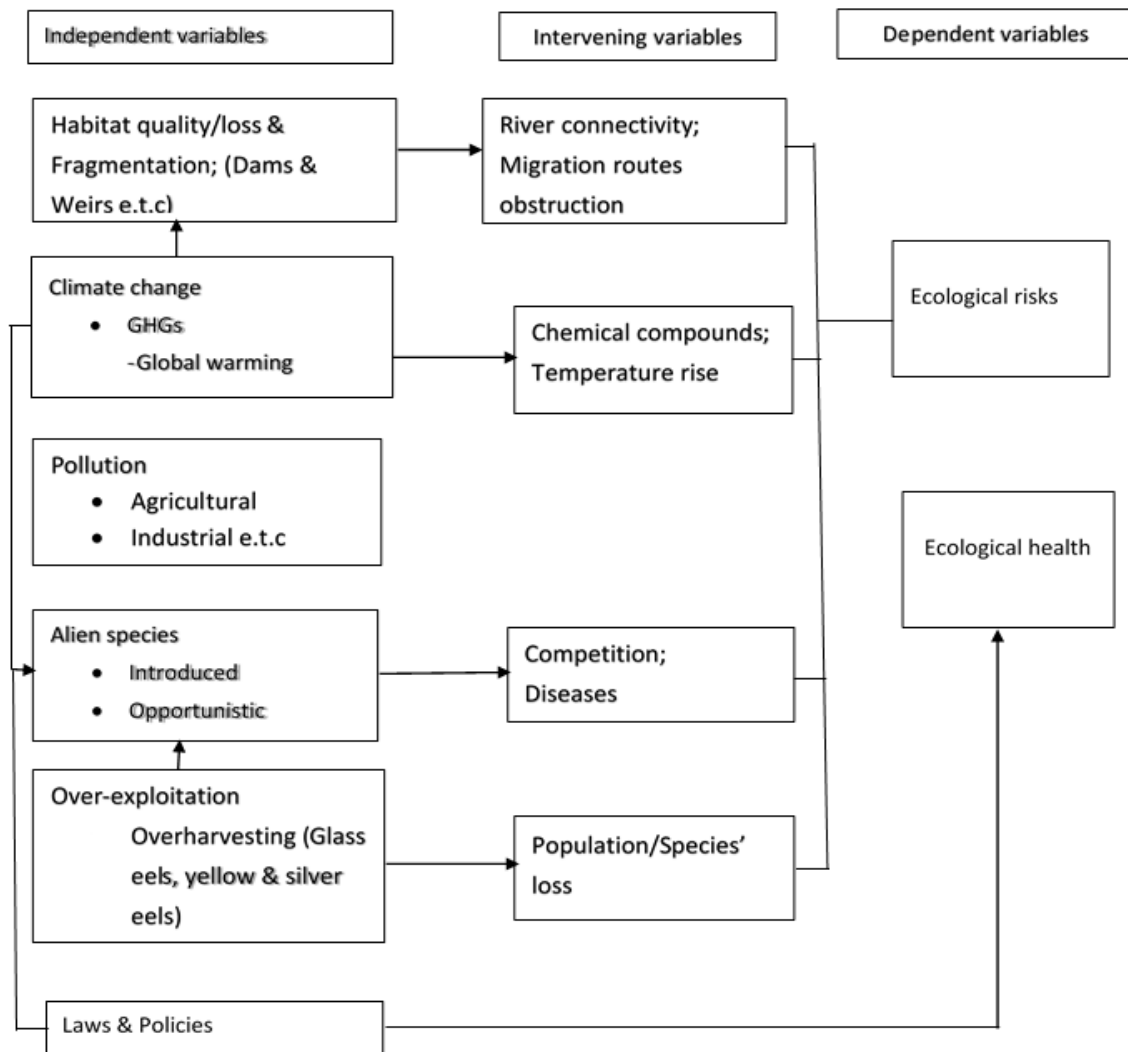 Independent variables
Intervening variables
Dependent variables
Habitat quality/loss &
Fragmentation; (Dams &
Weirs e.t.c)
River connectivity;
Migration routes
obstruction
Climate change
• GHGs
-Global warming
Chemical compounds;
Temperature rise
Ecological risks
Pollution
• Agricultural
• Industrial e.t.c
Ecological health
Alien species
• Introduced
• Opportunistic
Competition;
Diseases
Over-exploitation
Overharvesting (Glass
eels, yellow & silver
eels)
Population/Species’
loss
Laws & Policies